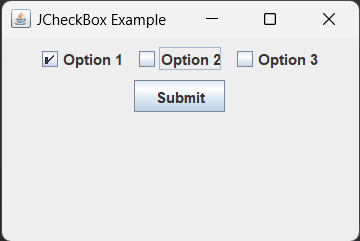 JCheckBox Example
Option 1 Option 2 Option 3
Submit